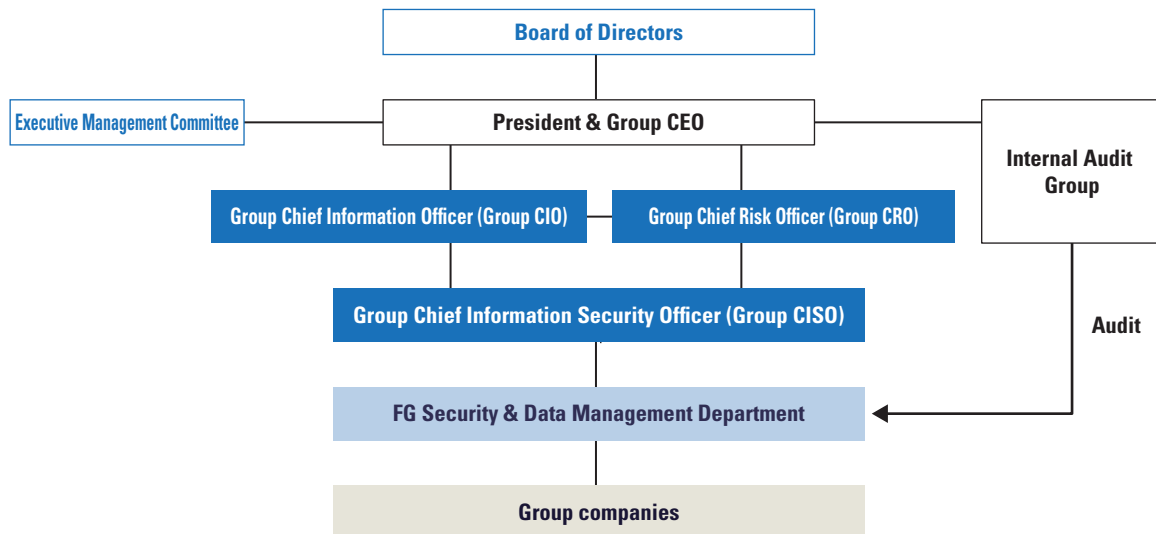 Board of Directors
Executive Management Committee
President & Group CEO
Internal Audit
Group
Group Chief Information Officer (Group CIO)
Group Chief Risk Officer (Group CRO)
Group Chief Information Security Officer (Group CISO)
Audit
FG Security & Data Management Department
Group companies